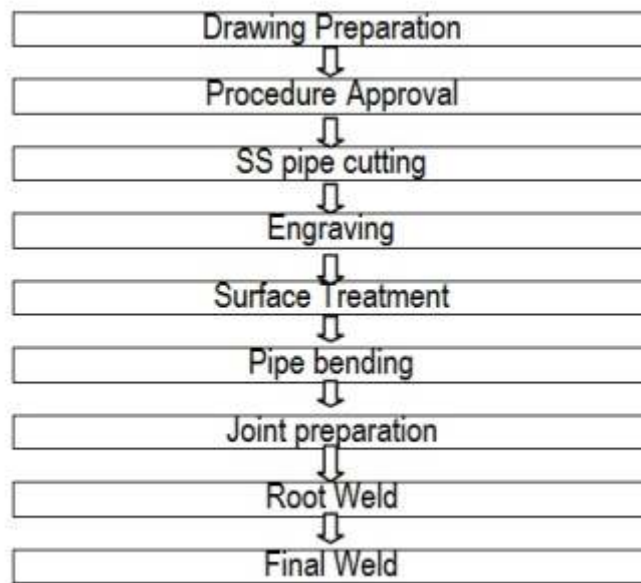 Drawing Preparation
Procedure Approval
SS pipe cutting
Engraving
Surface Treatment
Pipe bending
Joint preparation
Root Weld
Final Weld